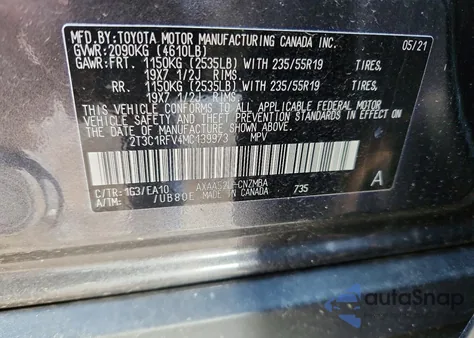 MFD.BY:TOYOTA MOTOR MANUFACTURING CANADA INC. 05/21
GVWR:2090KG (4610LB)
GAWR:FRT. 1150KG (2535LB) WITH 235/55R19 TIRES,
19X7 1/2J RIMS,
RR. 1150KG (2535LB) WITH 235/55R19 TIRES,
19X7 1/2J RIMS,
THIS VEHICLE CONFORMS TO ALL APPLICABLE FEDERAL MOTOR
VEHICLE SAFETY AND THEFT PREVENTION STANDARDS IN EFFECT
ON THE DATE OF MANUFACTURE SHOWN ABOVE.
2T3C1RFV4MC139973 MPV
C/TR:1G3/EA10 735 A
A/TM: /UB80E MADE IN CANADA
autoSnap